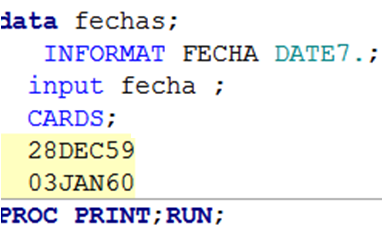 data fechas;
INFORMAT FECHA DATE7.;
input fecha ;
CARDS;
28DEC59
03JAN60
PROC PRINT;RUN;